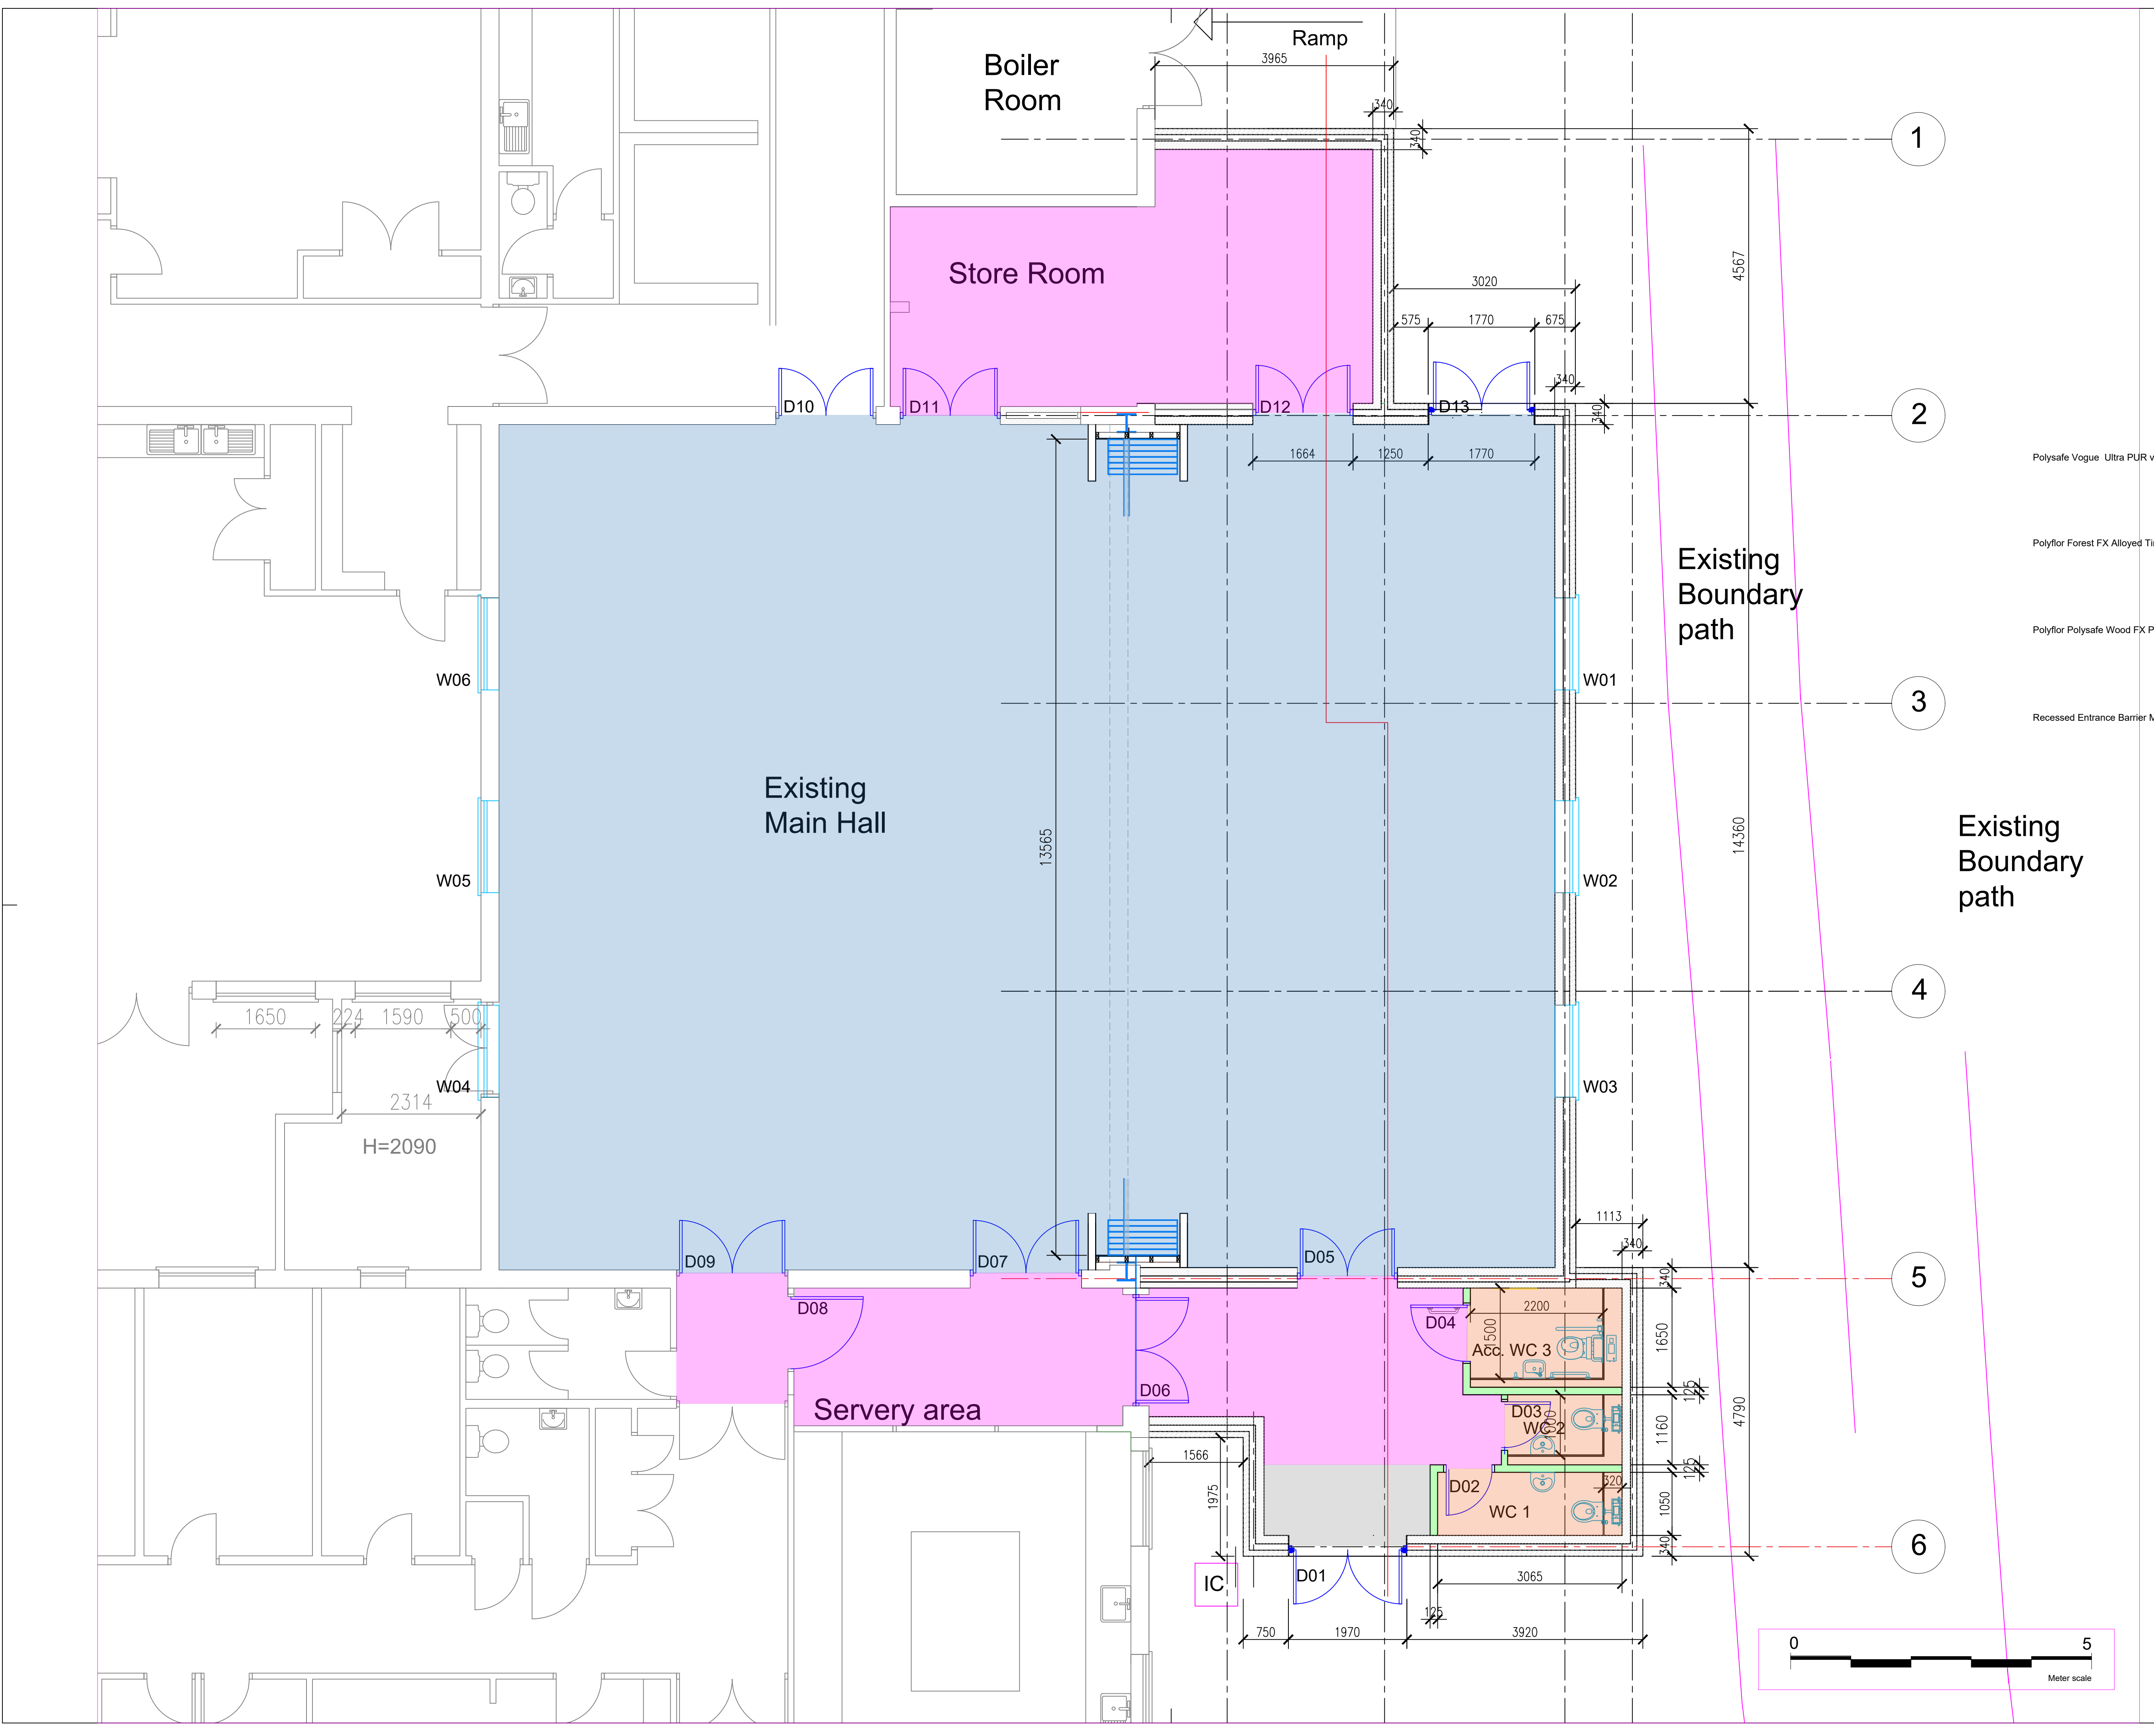 Ramp
3965
Boiler
Room
340
340
1
Store Room
4567
3020
575
1770
675
340
D10
D11
D12
D13
340
2
1664
1250
1770
Polysafe Vogue Ultra PUR v
Polyflor Forest FX Alloyed Ti
Existing
Boundary
path
Polyflor Polysafe Wood FX P
W06
W01
3
Recessed Entrance Barrier M
Existing
Main Hall
13565
14360
Existing
Boundary
path
W05
W02
4
1650
224
1590
500
W04
W03
2314
H=2090
1113
340
D09
D07
D05
5
340
D08
D04
2200
1500
1650
Acc. WC 3
D06
125
Servery area
D03
1000
WC 2
1160
4790
1566
125
D02
320
1975
WC 1
1050
340
6
IC
D01
3065
125
750
1970
3920
0
5
Meter scale